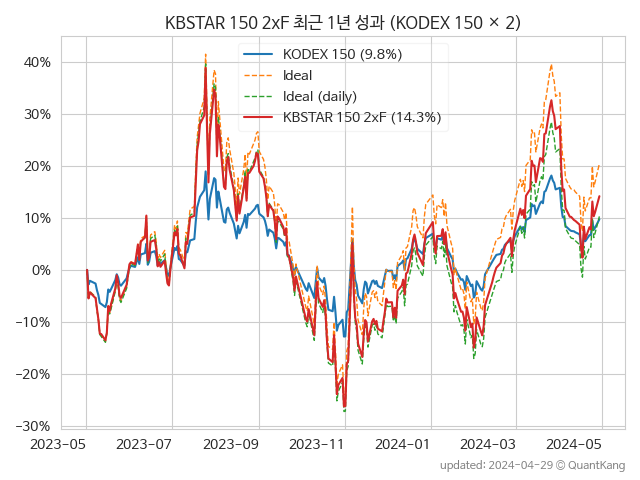 KBSTAR 150 2xF 최근 1년 성과 (KODEX 150 × 2)
KODEX 150 (9.8%)
Ideal
Ideal (daily)
KBSTAR 150 2xF (14.3%)
40%
30%
20%
10%
0%
−10%
−20%
−30%
2023-05
2023-07
2023-09
2023-11
2024-01
2024-03
2024-05
updated: 2024-04-29 © QuantKang